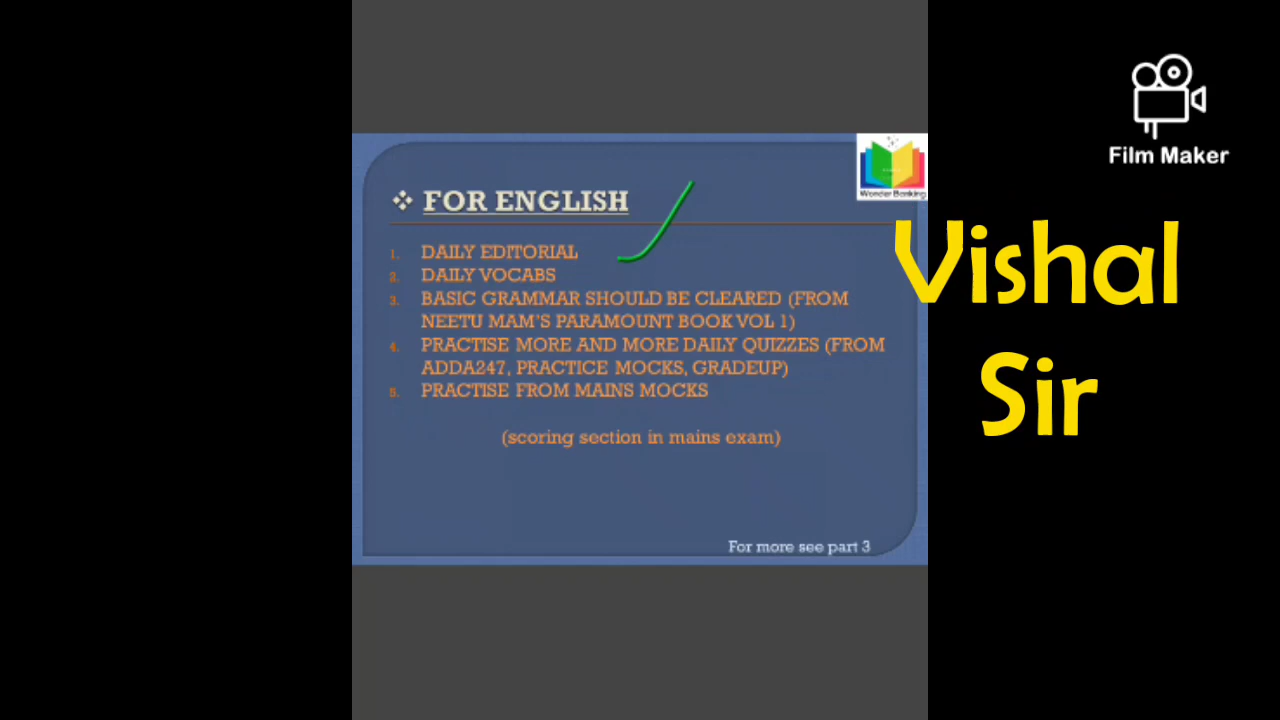 Film Maker
Wonder Banking
FOR ENGLISH
1. DAILY EDITORIAL
2. DAILY VOCABS
3. BASIC GRAMMAR SHOULD BE CLEARED (FROM
NEETU MAM'S PARAMOUNT BOOK VOL 1)
4. PRACTISE MORE AND MORE DAILY QUIZZES (FROM
ADDA247, PRACTICE MOCKS, GRADEUP)
5. PRACTISE FROM MAINS MOCKS
(scoring section in mains exam)
For more see part 3
Vishal
Sir